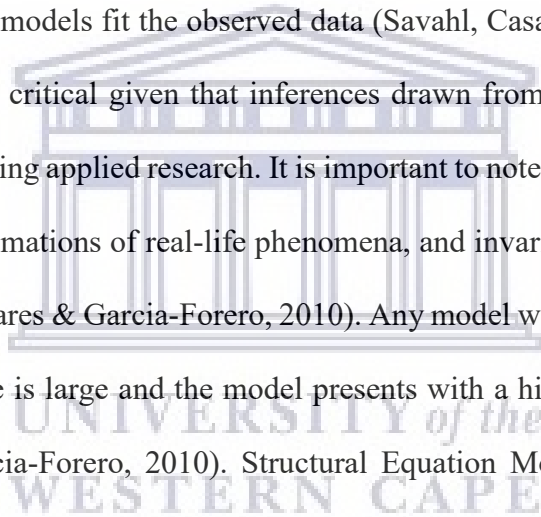 models fit the observed data (Savahl, Casa
critical given that inferences drawn from
ing applied research. It is important to note
mations of real-life phenomena, and invar
ares & Garcia-Forero, 2010). Any model w
e is large and the model presents with a hi
UNIVERSITY of the
cia-Forero, 2010). Structural Equation Mo
WESTERN CAPE